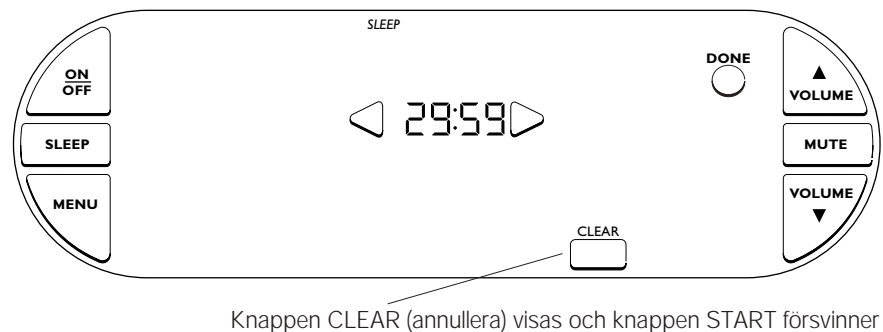 SLEEP
ON
OFF
DONE
VOLUME
29:59
SLEEP
MUTE
MENU
VOLUME
CLEAR
Knappen CLEAR (annullera) visas och knappen START försvinner